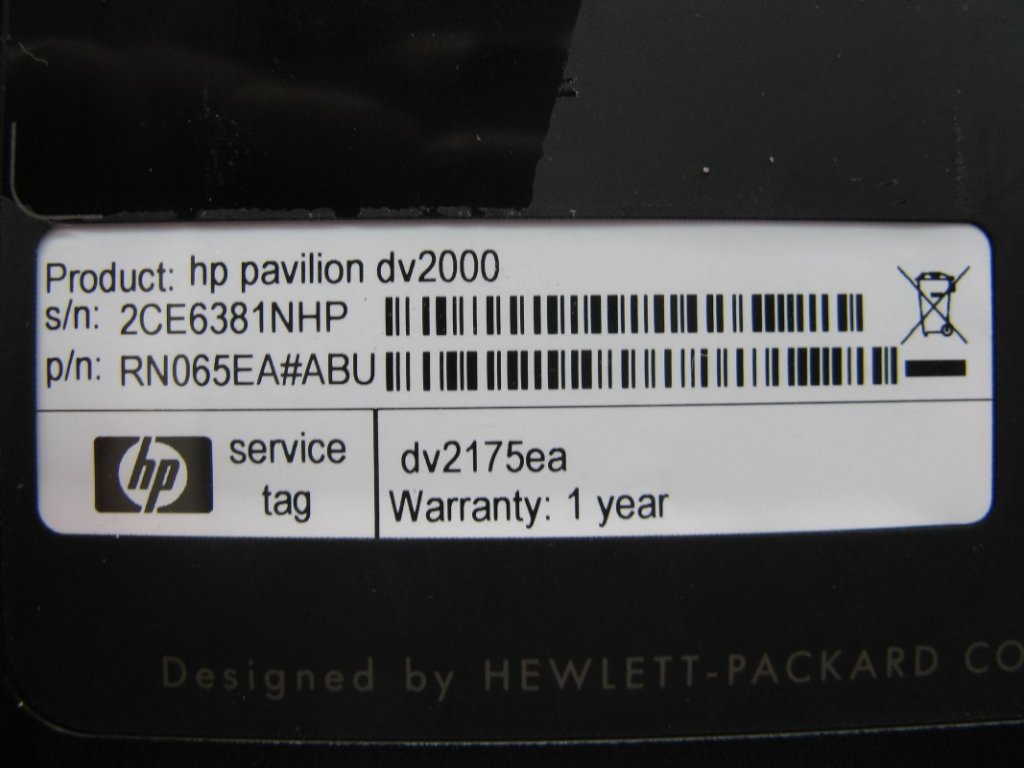 Product: hp pavilion dv2000
s/n: 2CE6381NHP
p/n: RN065EA#ABU
hp service tag
dv2175ea
Warranty: 1 year
Designed by HEWLETT-PACKARD CO